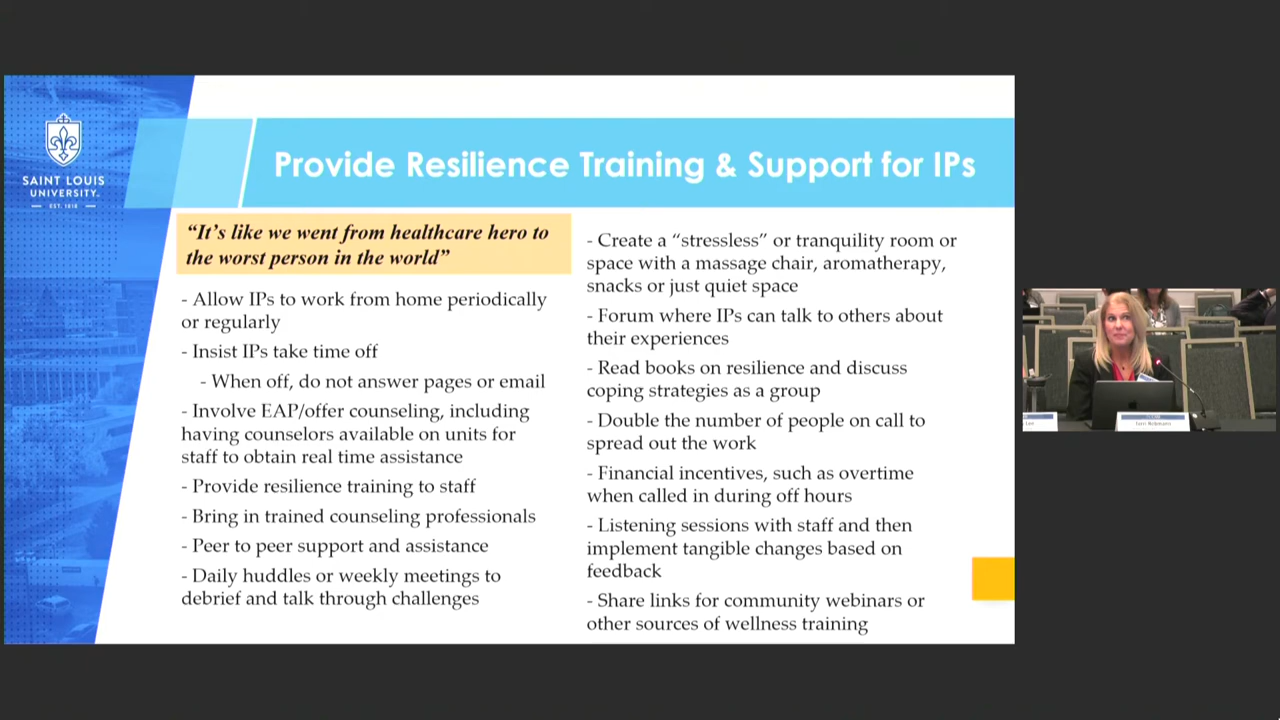 Provide Resilience Training & Support for IPs
SAINT LOUIS
UNIVERSITY.
EST. 1818
“It’s like we went from healthcare hero to
the worst person in the world”
- Allow IPs to work from home periodically
or regularly
- Insist IPs take time off
- When off, do not answer pages or email
- Involve EAP/offer counseling, including
having counselors available on units for
staff to obtain real time assistance
- Provide resilience training to staff
- Bring in trained counseling professionals
- Peer to peer support and assistance
- Daily huddles or weekly meetings to
debrief and talk through challenges
- Create a “stressless” or tranquility room or
space with a massage chair, aromatherapy,
snacks or just quiet space
- Forum where IPs can talk to others about
their experiences
- Read books on resilience and discuss
coping strategies as a group
- Double the number of people on call to
spread out the work
- Financial incentives, such as overtime
when called in during off hours
- Listening sessions with staff and then
implement tangible changes based on
feedback
- Share links for community webinars or
other sources of wellness training
Lee
Terri Rebmann